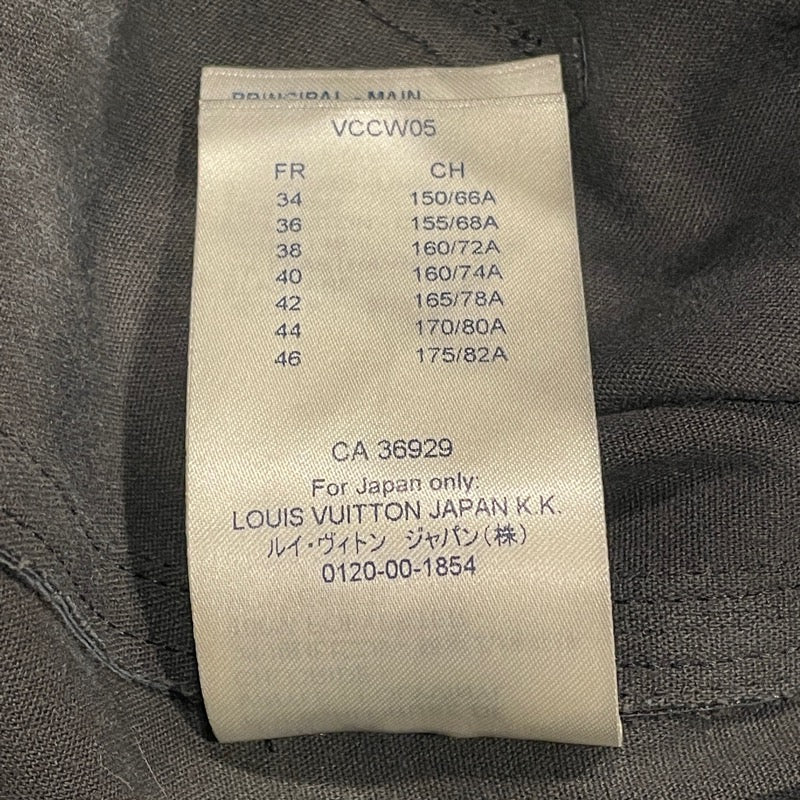 PRINCIPAL - MAIN
VCCW05
FR CH
34 150/66A
36 155/68A
38 160/72A
40 160/74A
42 165/78A
44 170/80A
46 175/82A
CA 36929
For Japan only:
LOUIS VUITTON JAPAN K.K.
ルイ・ヴィトン ジャパン(株)
0120-00-1854